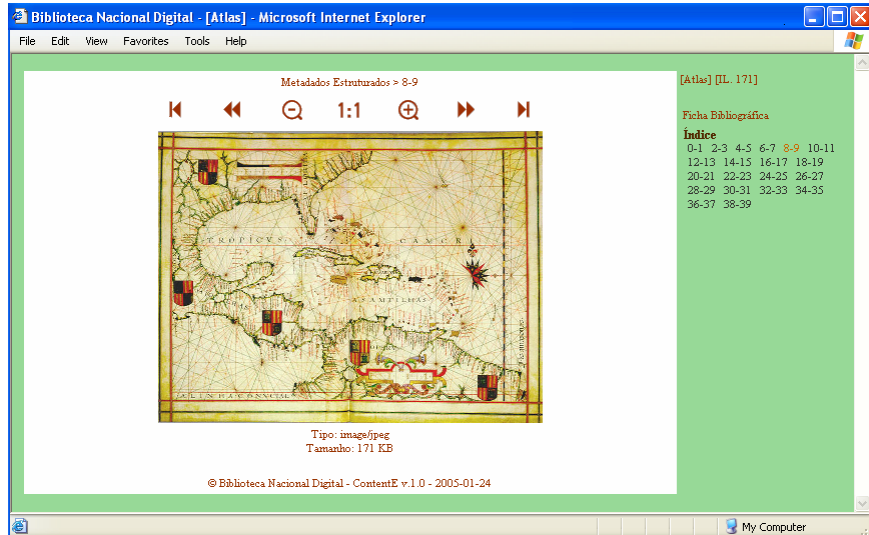 Biblioteca Nacional Digital - [Atlas] - Microsoft Internet Explorer
File Edit View Favorites Tools Help
Metadados Estruturados > 8-9
1:1
TROPICVS CANCRI
ASANTILHAS
Tipo: image/jpeg
Tamanho: 171 KB
© Biblioteca Nacional Digital - ContentE v.1.0 - 2005-01-24
[Atlas] [IL. 171]
Ficha Bibliográfica
Índice
0-1 2-3 4-5 6-7 8-9 10-11
12-13 14-15 16-17 18-19
20-21 22-23 24-25 26-27
28-29 30-31 32-33 34-35
36-37 38-39
My Computer